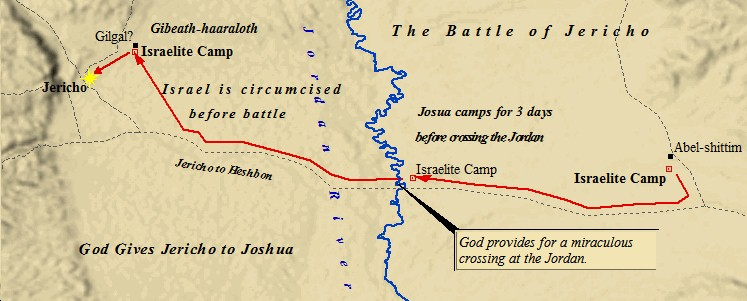 Gibeath-haaraloth
The Battle of Jericho
Gilgal?
Israelite Camp
Jericho
Israel is circumcised
before battle
Jordan River
Josua camps for 3 days
before crossing the Jordan
Abel-shittim
Israelite Camp
Israelite Camp
Jericho to Heshbon
God Gives Jericho to Joshua
God provides for a miraculous
crossing at the Jordan.